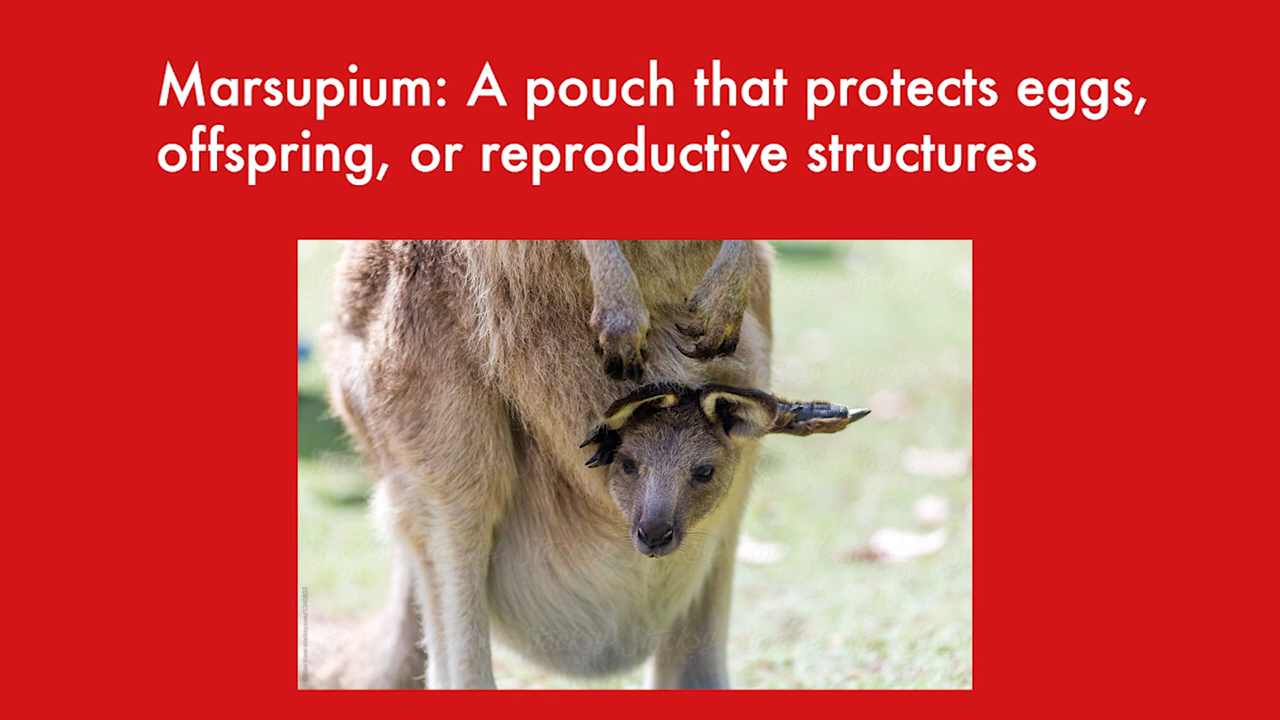 Marsupium: A pouch that protects eggs,
offspring, or reproductive structures